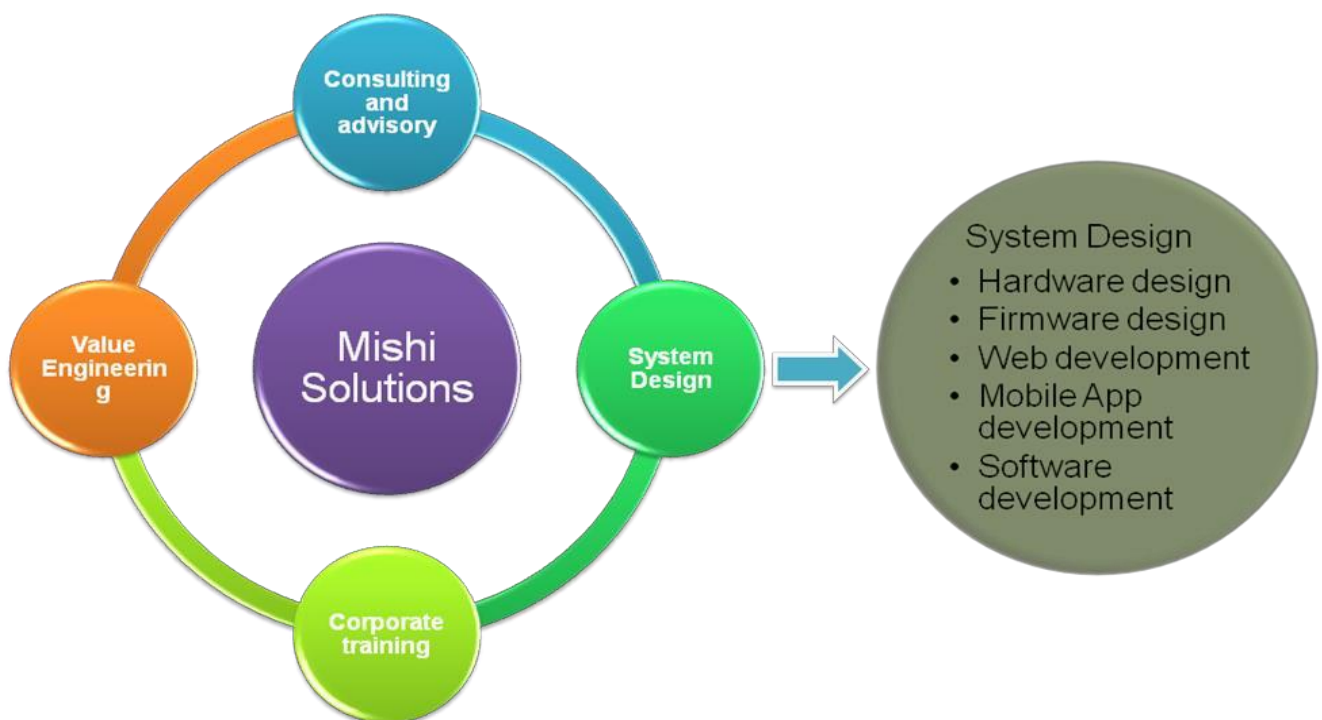 Consulting
and
advisory
Value
Engineerin
g
Mishi
Solutions
System
Design
Corporate
training
System Design
• Hardware design
• Firmware design
• Web development
• Mobile App
development
• Software
development